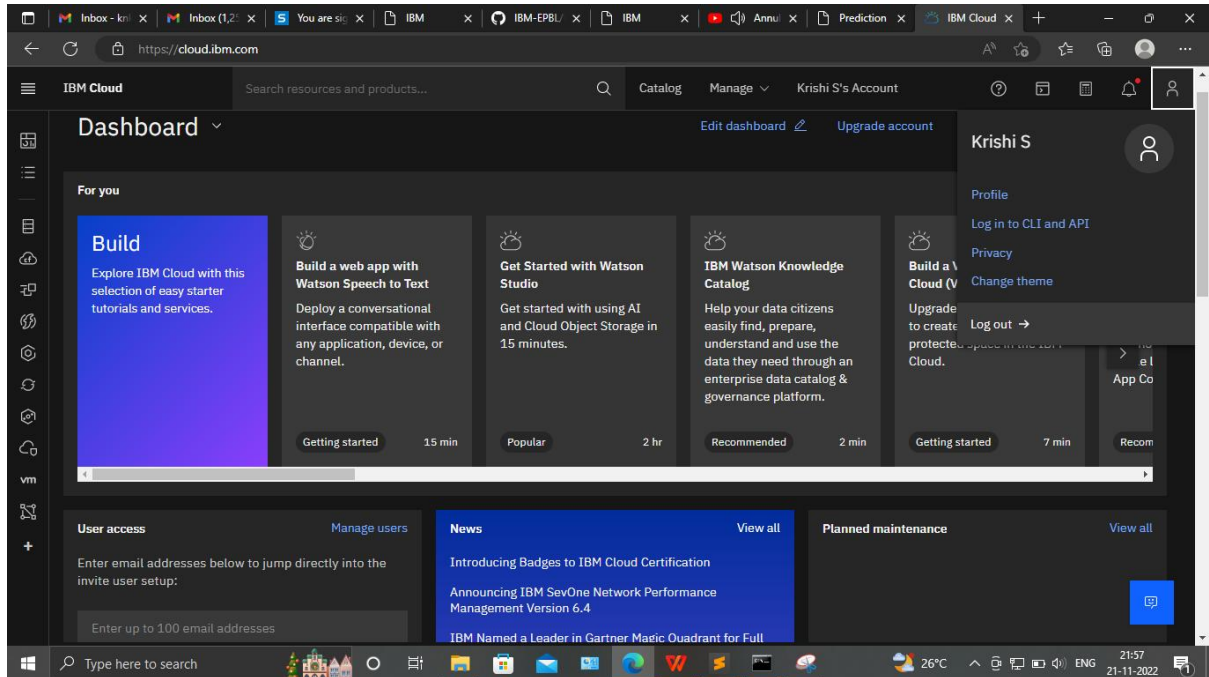 Inbox - kni
Inbox (1,2
You are sig
IBM
IBM-EPBL/
IBM
Annu
Prediction
IBM Cloud
https://cloud.ibm.com
IBM Cloud
Search resources and products...
Catalog
Manage
Krishi S's Account
Dashboard
Edit dashboard
Upgrade account
Krishi S
Profile
Log in to CLI and API
Privacy
Change theme
Log out →
For you
Build
Explore IBM Cloud with this
selection of easy starter
tutorials and services.
Build a web app with
Watson Speech to Text
Deploy a conversational
interface compatible with
any application, device, or
channel.
Getting started
15 min
Get Started with Watson
Studio
Get started with using AI
and Cloud Object Storage in
15 minutes.
Popular
2 hr
IBM Watson Knowledge
Catalog
Help your data citizens
easily find, prepare,
understand and use the
data they need through an
enterprise data catalog &
governance platform.
Recommended
2 min
Build a V
Cloud (V
Upgrade
to create
protected space in the IBM
Cloud.
Getting started
7 min
App Co
Recom
vm
User access
Manage users
Enter email addresses below to jump directly into the
invite user setup:
Enter up to 100 email addresses
News
View all
Introducing Badges to IBM Cloud Certification
Announcing IBM SevOne Network Performance
Management Version 6.4
IBM Named a Leader in Gartner Magic Quadrant for Full
Planned maintenance
View all
Type here to search
26°C
ENG
21:57
21-11-2022